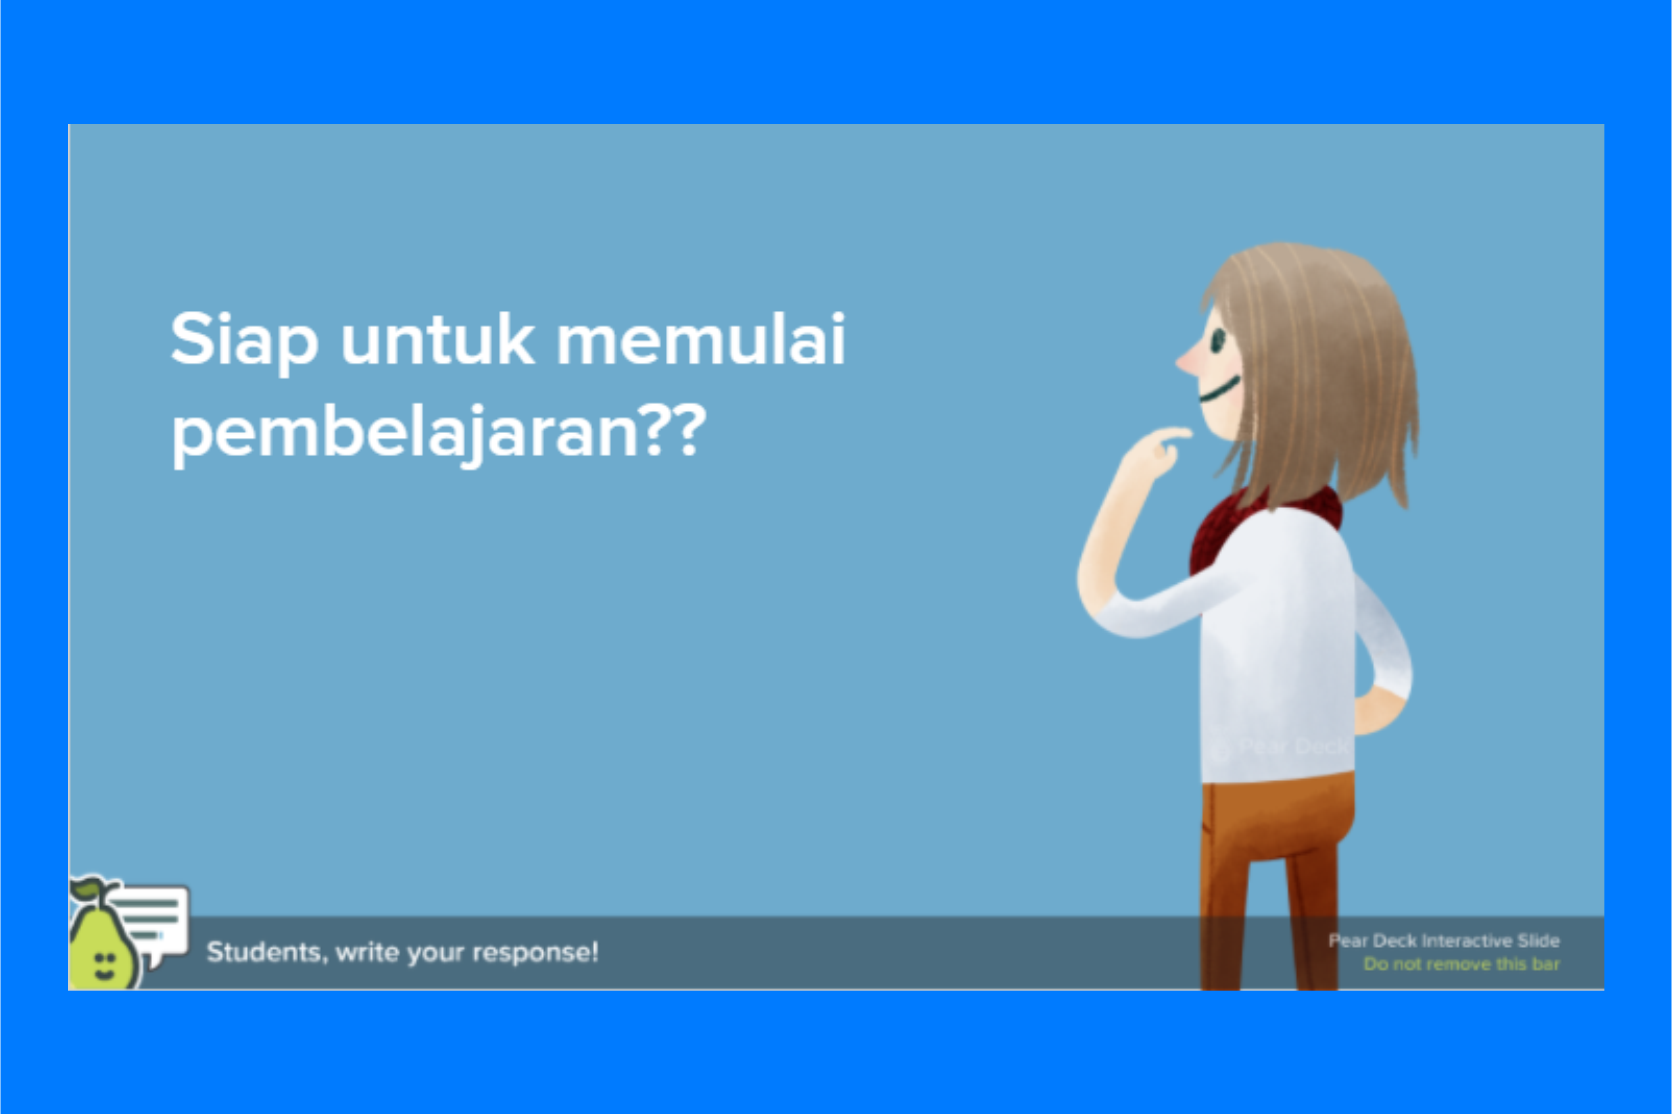 Siap untuk memulai
pembelajaran??
Pear Deck
Students, write your response!
Pear Deck Interactive Slide
Do not remove this bar